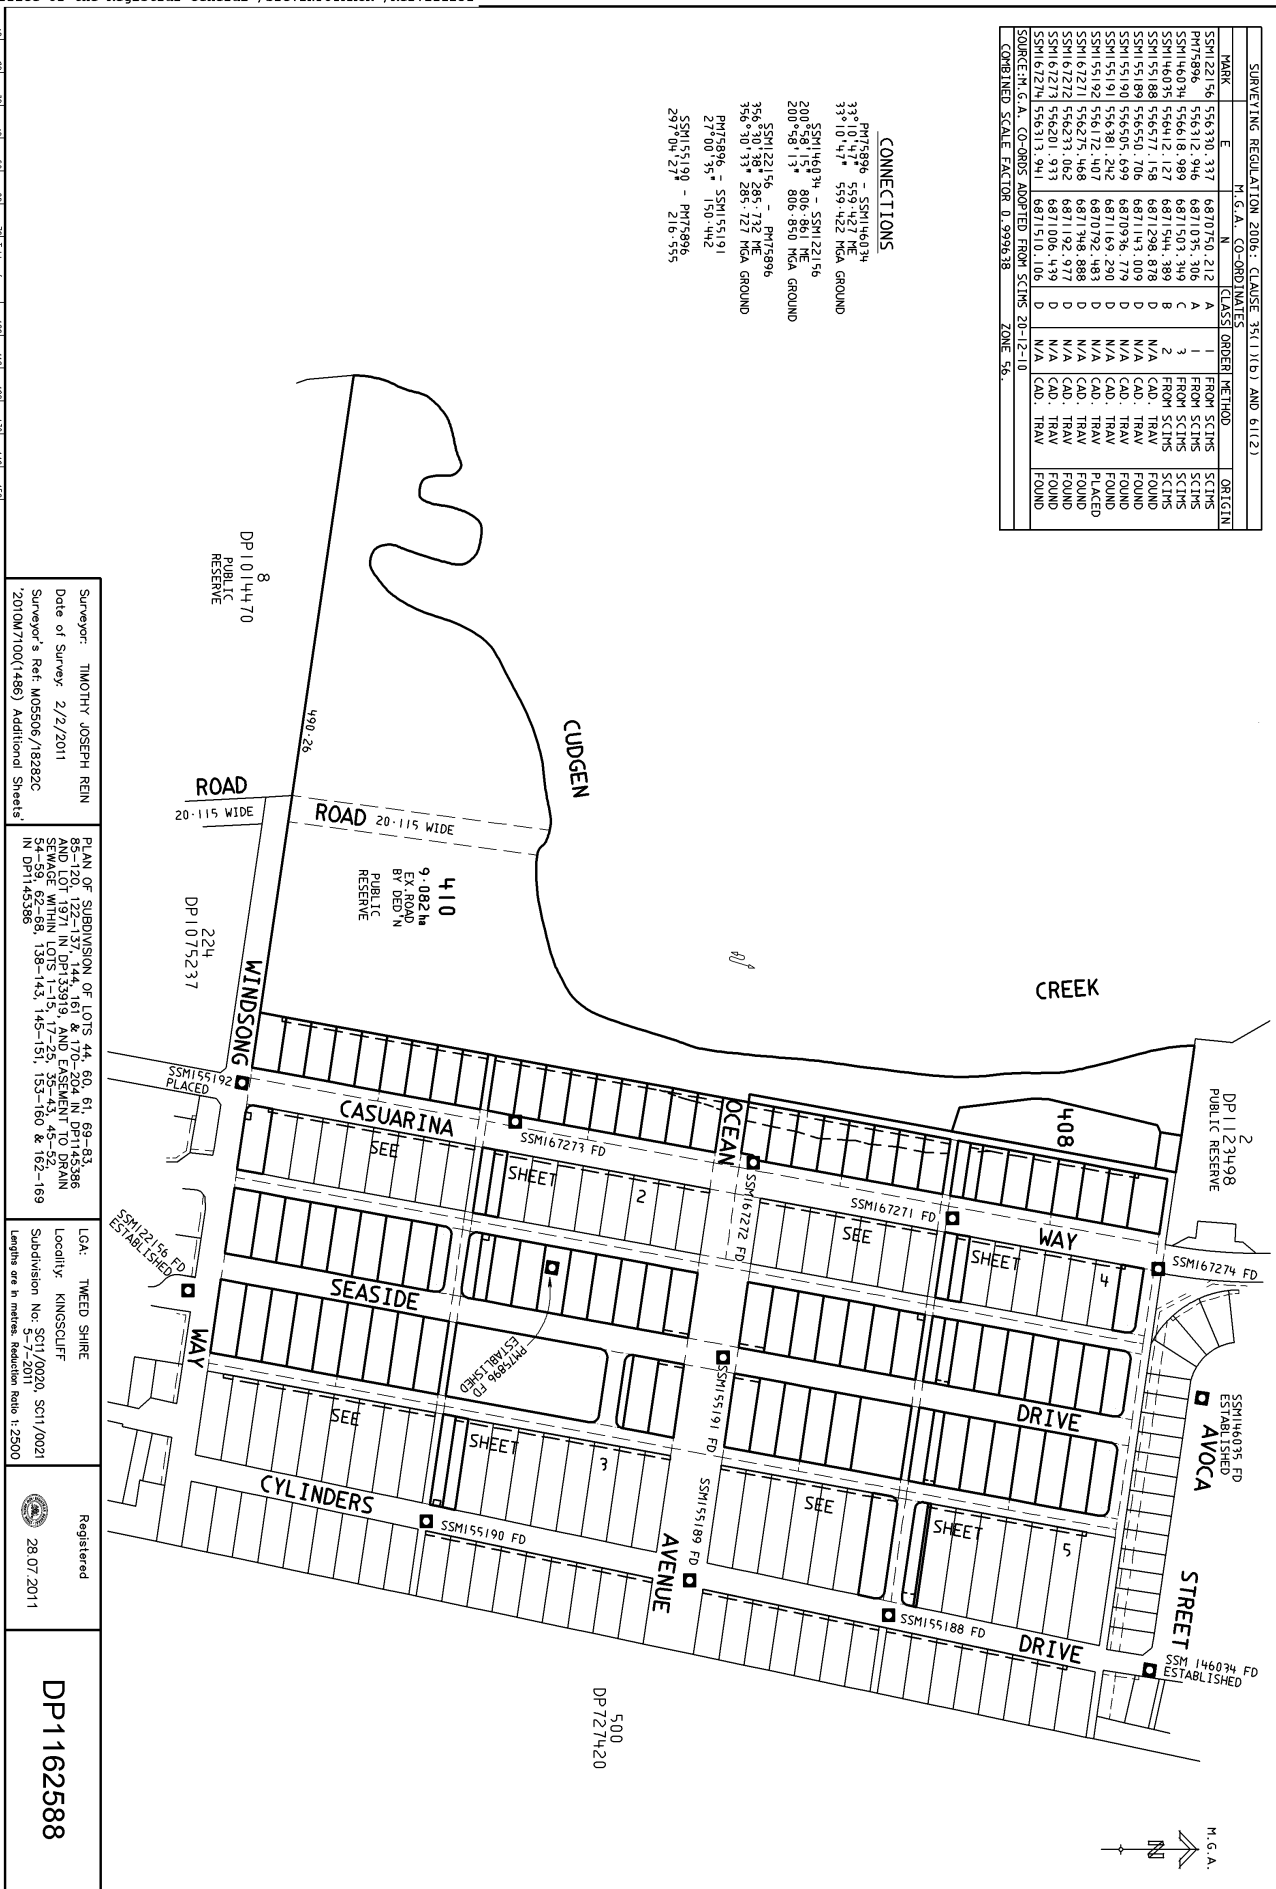 SURVEYING REGULATION 2006: CLAUSE 35(1)(b) AND 61(2)
M.G.A. CO-ORDINATES
MARK E N CLASS ORDER METHOD ORIGIN
SSM122156 556330.337 6870750.212 A 1 FROM SCIMS SCIMS
PM75896 556312.946 6871035.306 A 1 FROM SCIMS SCIMS
SSM146034 556618.989 6871503.349 C 3 FROM SCIMS SCIMS
SSM146035 556412.127 6871544.389 B 2 FROM SCIMS SCIMS
SSM155188 556577.158 6871298.878 D N/A CAD. TRAV FOUND
SSM155189 556550.706 6871143.009 D N/A CAD. TRAV FOUND
SSM155190 556505.699 6870936.779 D N/A CAD. TRAV FOUND
SSM155191 556381.242 6871169.290 D N/A CAD. TRAV FOUND
SSM155192 556172.407 6870792.483 D N/A CAD. TRAV PLACED
SSM167271 556275.468 6871348.888 D N/A CAD. TRAV FOUND
SSM167272 556233.062 6871192.977 D N/A CAD. TRAV FOUND
SSM167273 556201.933 6871006.439 D N/A CAD. TRAV FOUND
SSM167274 556313.941 6871510.106 D N/A CAD. TRAV FOUND
SOURCE: M.G.A. CO-ORDS ADOPTED FROM SCIMS 20-12-10
COMBINED SCALE FACTOR 0.999638 ZONE 56.
CONNECTIONS
PM75896 - SSM146034
33°10'47" 559·427 ME
33°10'47" 559·422 MGA GROUND
SSM146034 - SSM122156
200°58'15" 806·861 ME
200°58'13" 806·850 MGA GROUND
SSM122156 - PM75896
356°30'38" 285·732 ME
356°30'33" 285·727 MGA GROUND
PM75896 - SSM155191
27°00'35" 150·442
SSM155190 - PM75896
297°04'27" 216·555
M.G.A.
N
2
DP1123498
PUBLIC RESERVE
SSM146035 FD
ESTABLISHED
AVOCA
STREET
SSM 146034 FD
ESTABLISHED
SSM167274 FD
CREEK
408
WAY
4
SHEET
SEE
SSM167271 FD
DRIVE
5
SHEET
SEE
DRIVE
SSM155188 FD
CUDGEN
OCEAN
SSM167272 FD
SSM155191 FD
SSM155189 FD
AVENUE
500
DP727420
2
SHEET
SEE
SSM167273 FD
CASUARINA
PM75896 FD
ESTABLISHED
SEASIDE
3
SHEET
SEE
SSM155190 FD
CYLINDERS
410
9·082 ha
EX.ROAD
BY DED'N
PUBLIC
RESERVE
ROAD 20·115 WIDE
490·26
ROAD
20·115 WIDE
8
DP1014470
PUBLIC
RESERVE
224
DP1075237
WINDSONG
SSM155192
PLACED
SSM122156 FD
ESTABLISHED
WAY
Surveyor: TIMOTHY JOSEPH REIN
Date of Survey: 2/2/2011
Surveyor's Ref: M05506/18282C
'2010M7100(1486) Additional Sheets'
PLAN OF SUBDIVISION OF LOTS 44, 60, 61, 69-83,
85-120, 122-137, 144, 161 & 170-204 IN DP1145386
AND LOT 1971 IN DP133919, AND EASEMENT TO DRAIN
SEWAGE WITHIN LOTS 1-15, 17-25, 35-43, 45-52,
54-59, 62-68, 138-143, 145-151, 153-160 & 162-169
IN DP1145386
LGA: TWEED SHIRE
Locality: KINGSCLIFF
Subdivision No: SC11/0020, SC11/0021
5-7-2011
Lengths are in metres. Reduction Ratio 1:2500
Registered
28.07.2011
DP1162588